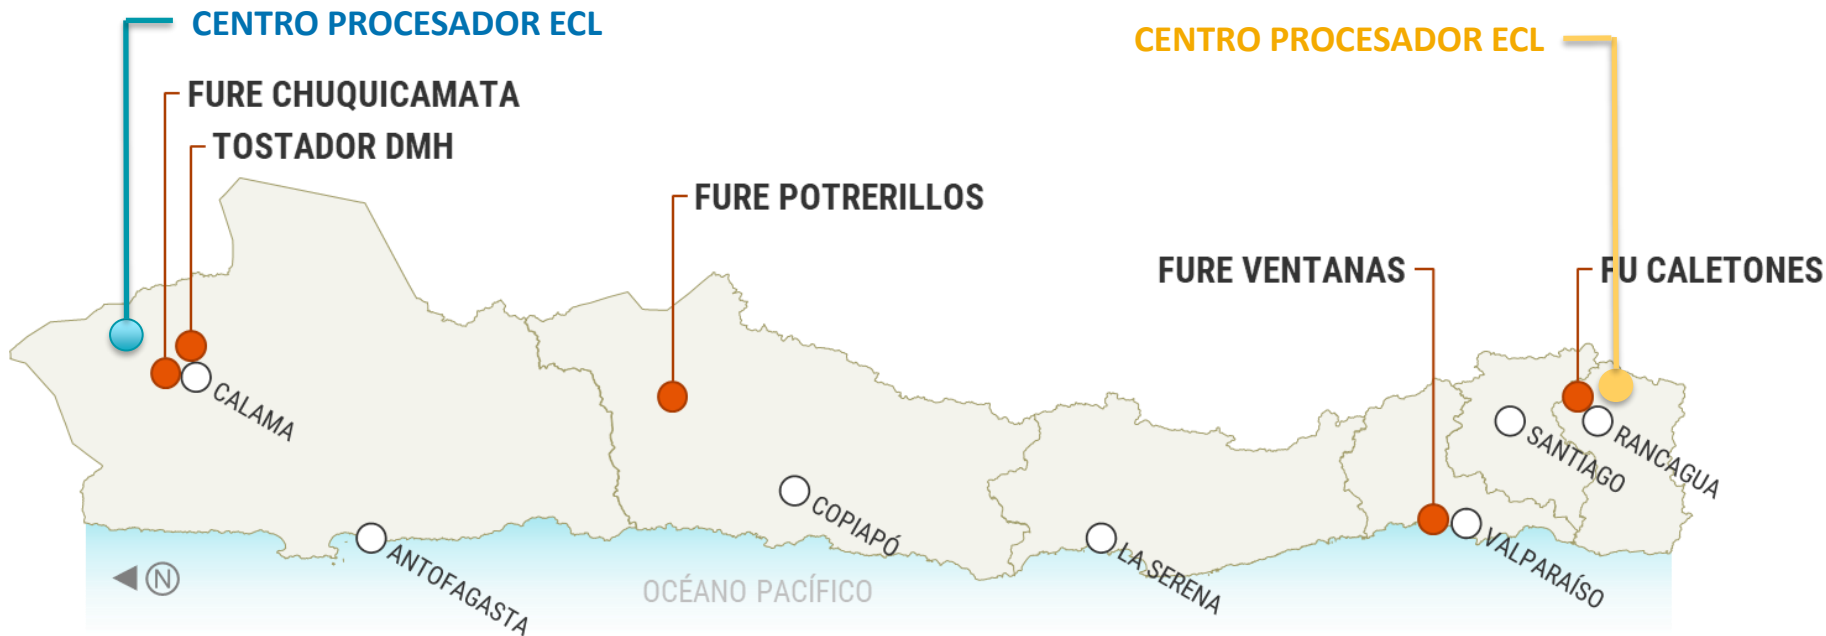 CENTRO PROCESADOR ECL
CENTRO PROCESADOR ECL
FURE CHUQUICAMATA
TOSTADOR DMH
FURE POTRERILLOS
FURE VENTANAS
FU CALETONES
CALAMA
SANTIAGO
RANCAGUA
COPIAPÓ
ANTOFAGASTA
LA SERENA
VALPARAÍSO
N
OCÉANO PACÍFICO